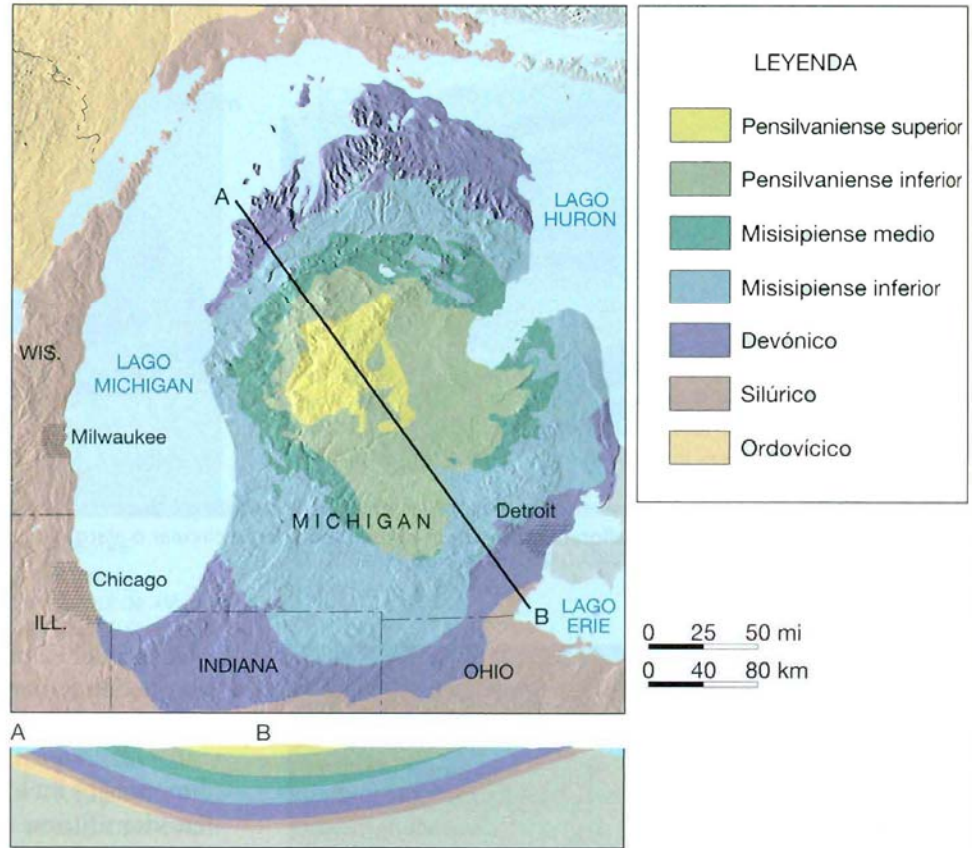 LEYENDA
Pensilvaniense superior
Pensilvaniense inferior
Misisipiense medio
Misisipiense inferior
Devónico
Silúrico
Ordovícico
A
LAGO
HURON
WIS.
LAGO
MICHIGAN
Milwaukee
MICHIGAN
Detroit
Chicago
B
LAGO
ERIE
ILL.
INDIANA
OHIO
0 25 50 mi
0 40 80 km
A B